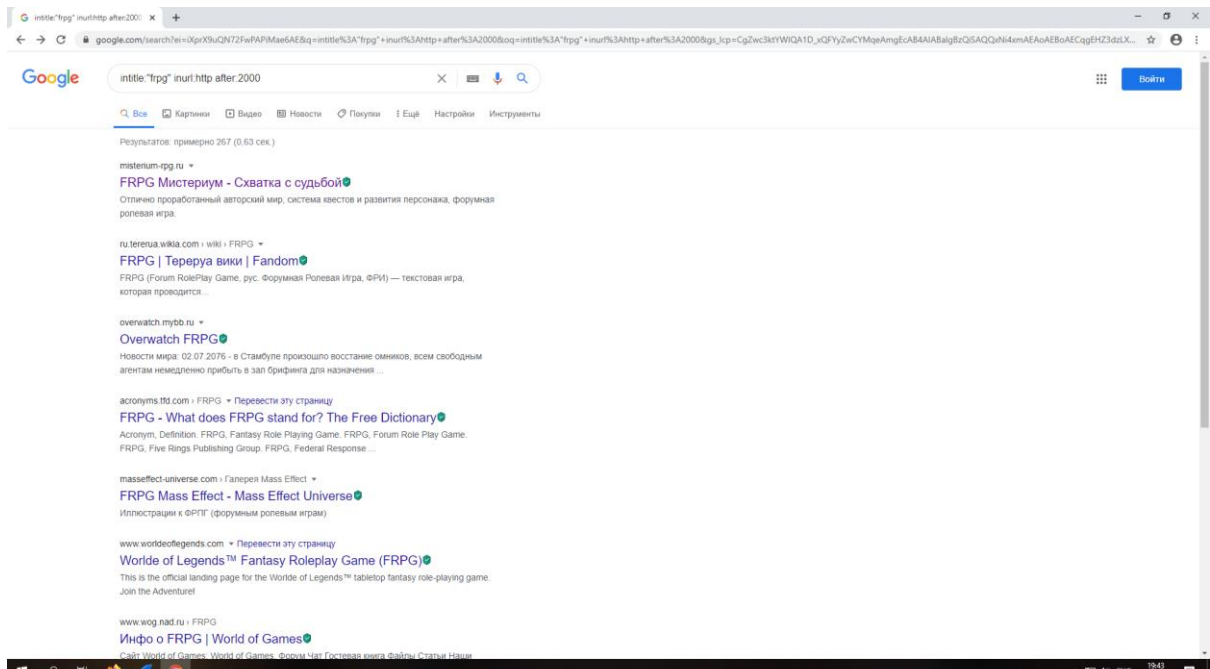 intitle:"frpg" inurl:http after:2000
Google
intitle:"frpg" inurl:http after:2000
Войти
Все Картинки Видео Новости Покупки Ещё Настройки Инструменты
Результатов: примерно 267 (0,63 сек.)
misterium-rpg.ru
FRPG Мистериум - Схватка с судьбой
Отлично проработанный авторский мир, система квестов и развития персонажа, форумная
ролевая игра.
ru.tererua.wikia.com › wiki › FRPG
FRPG | Тереруа вики | Fandom
FRPG (Forum RolePlay Game, рус. Форумная Ролевая Игра, ФРИ) — текстовая игра,
которая проводится...
overwatch.mybb.ru
Overwatch FRPG
Новости мира: 02.07.2076 - в Стамбуле произошло восстание омников, всем свободным
агентам немедленно прибыть в зал брифинга для назначения ...
acronyms.tfd.com › FRPG Перевести эту страницу
FRPG - What does FRPG stand for? The Free Dictionary
Acronym, Definition. FRPG, Fantasy Role Playing Game. FRPG, Forum Role Play Game.
FRPG, Five Rings Publishing Group. FRPG, Federal Response ...
masseffect-universe.com › Галерея Mass Effect
FRPG Mass Effect - Mass Effect Universe
Иллюстрации к ФРПГ (форумным ролевым играм)
www.worldeoflegends.com Перевести эту страницу
Worlde of Legends™ Fantasy Roleplay Game (FRPG)
This is the official landing page for the Worlde of Legends™ tabletop fantasy role-playing game.
Join the Adventure!
www.wog.nad.ru › FRPG
Инфо о FRPG | World of Games
Сайт World of Games. World of Games. Форум Чат Гостевая книга Файлы Статьи Наши
19:43